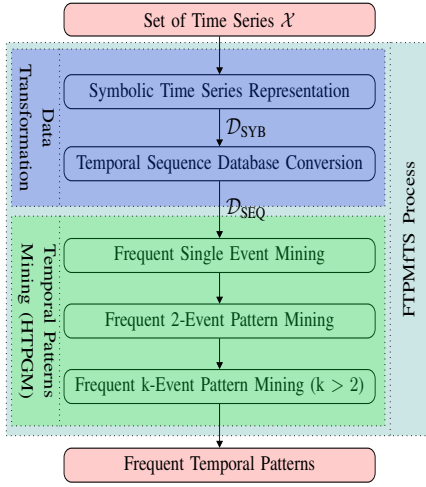 Set of Time Series 𝒳
Data
Transformation
Symbolic Time Series Representation
𝒟SYB
Temporal Sequence Database Conversion
𝒟SEQ
Temporal Patterns
Mining (HTPGM)
Frequent Single Event Mining
Frequent 2-Event Pattern Mining
Frequent k-Event Pattern Mining (k > 2)
FTPMfTS Process
Frequent Temporal Patterns